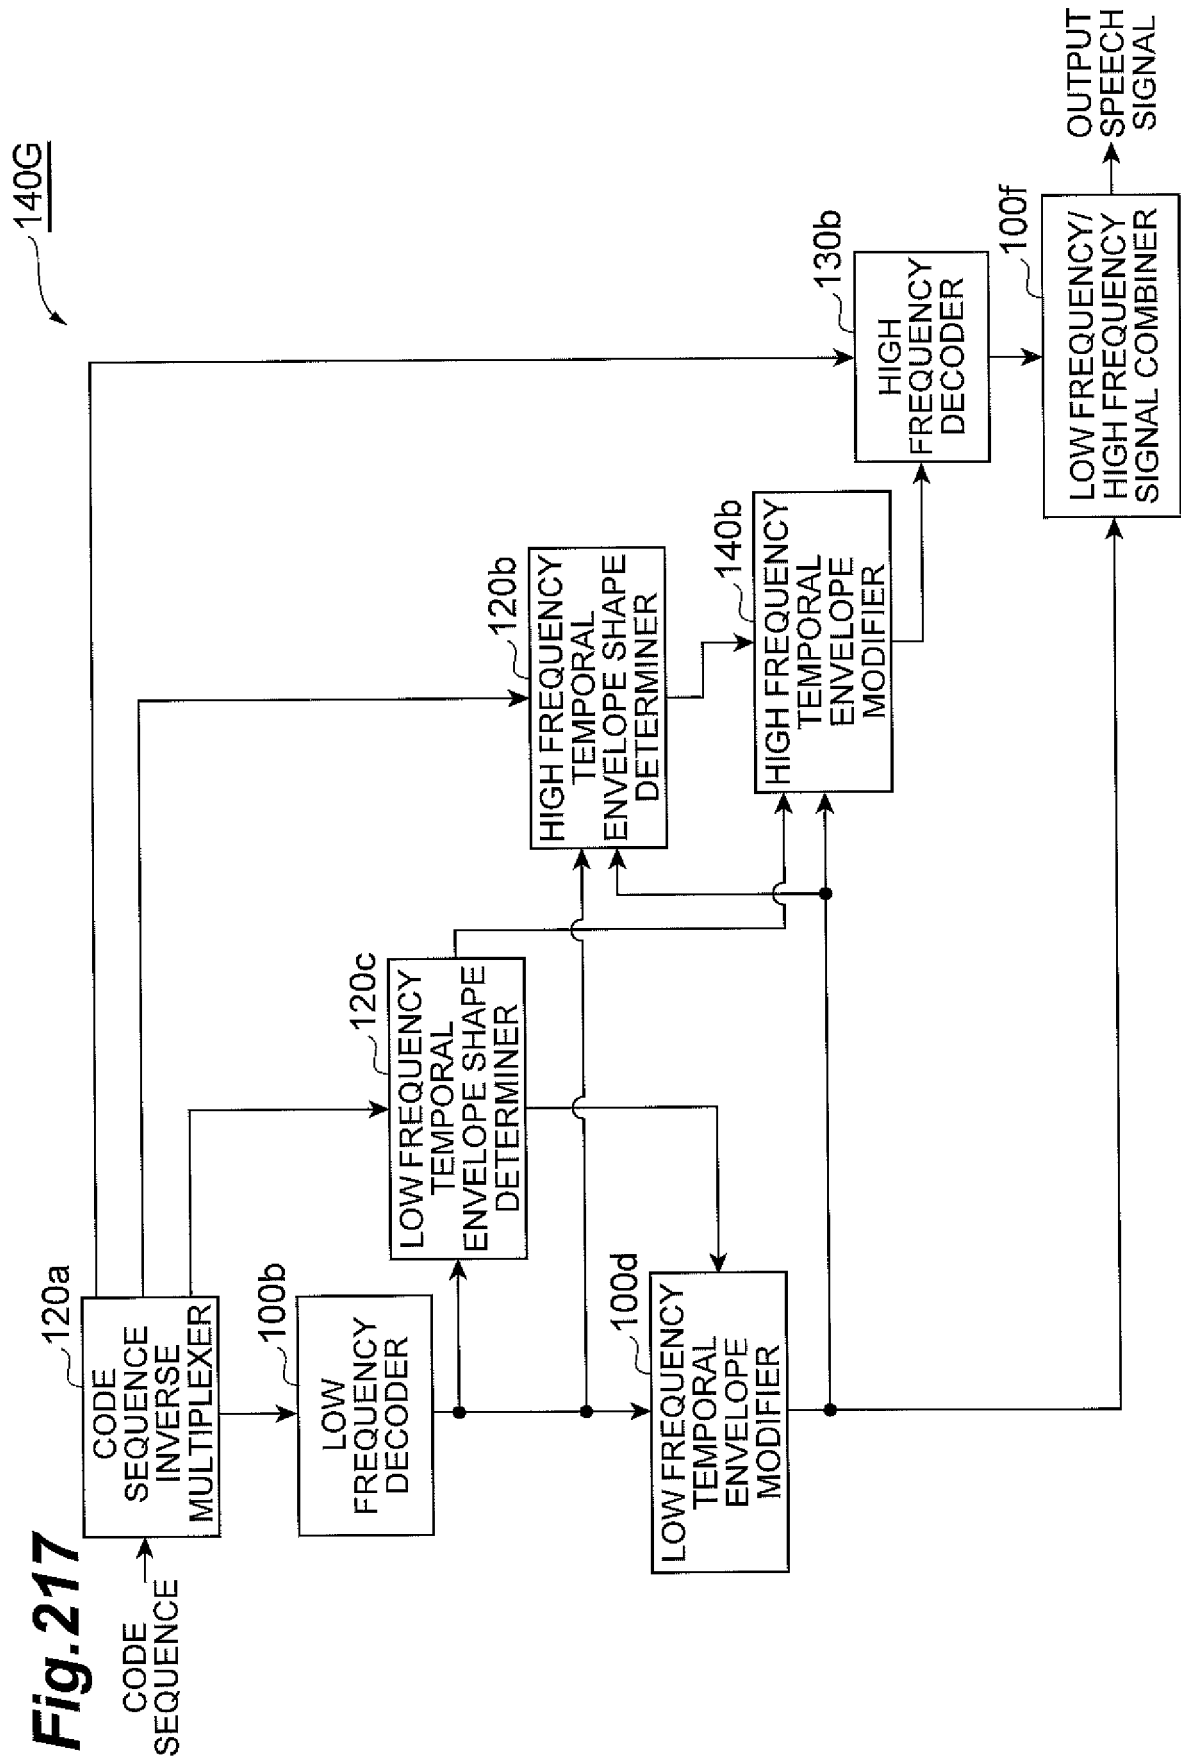 Fig.217
140G
CODE
SEQUENCE
120a
CODE
SEQUENCE
INVERSE
MULTIPLEXER
100b
LOW
FREQUENCY
DECODER
120c
LOW FREQUENCY
TEMPORAL
ENVELOPE SHAPE
DETERMINER
120b
HIGH FREQUENCY
TEMPORAL
ENVELOPE SHAPE
DETERMINER
100d
LOW FREQUENCY
TEMPORAL
ENVELOPE
MODIFIER
140b
HIGH FREQUENCY
TEMPORAL
ENVELOPE
MODIFIER
130b
HIGH
FREQUENCY
DECODER
100f
LOW FREQUENCY/
HIGH FREQUENCY
SIGNAL COMBINER
OUTPUT
SPEECH
SIGNAL